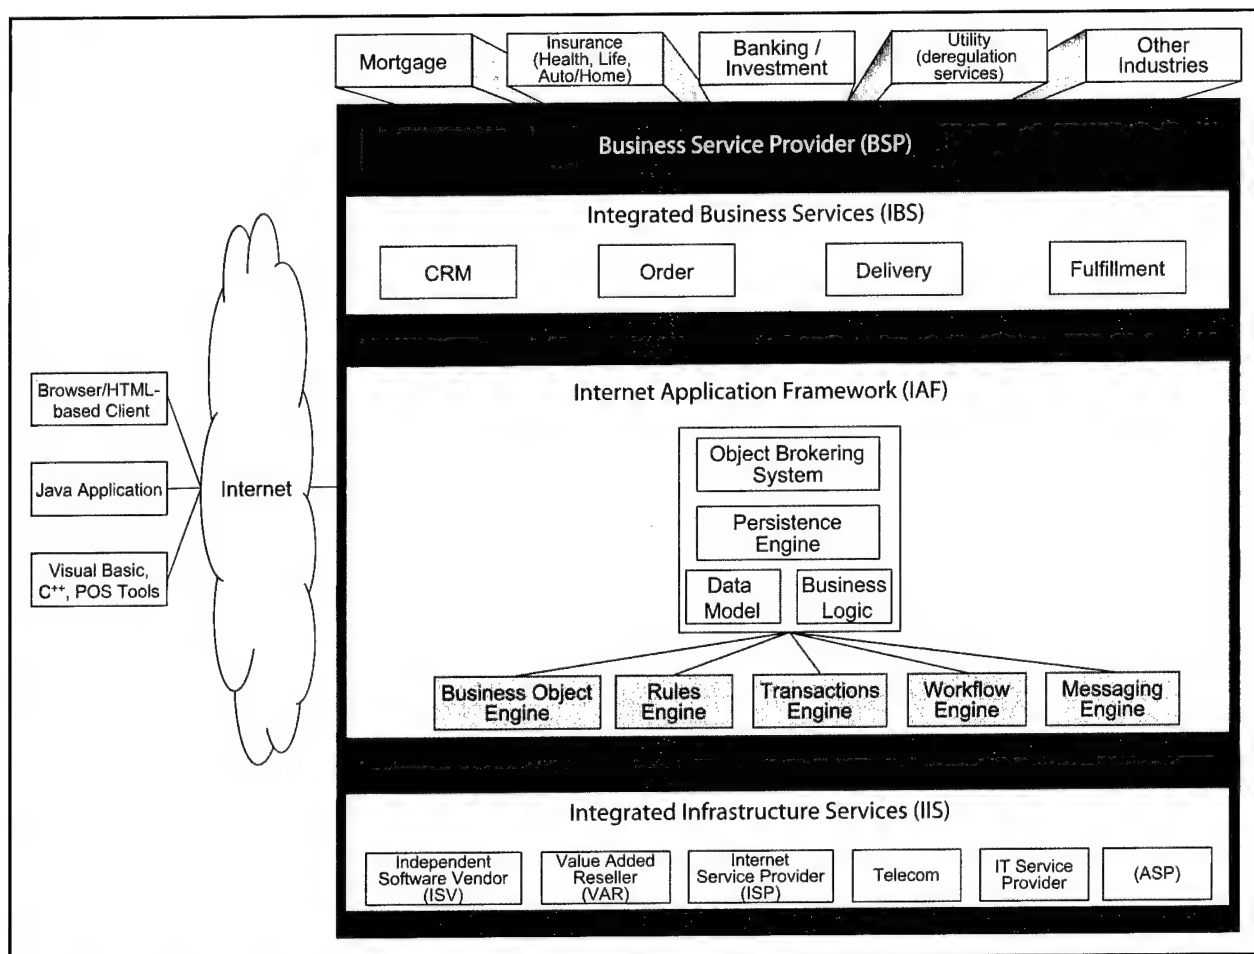 Mortgage
Insurance
(Health, Life,
Auto/Home)
Banking /
Investment
Utility
(deregulation
services)
Other
Industries
Business Service Provider (BSP)
Integrated Business Services (IBS)
CRM
Order
Delivery
Fulfillment
Browser/HTML-
based Client
Java Application
Visual Basic,
C++, POS Tools
Internet
Internet Application Framework (IAF)
Object Brokering
System
Persistence
Engine
Data
Model
Business
Logic
Business Object
Engine
Rules
Engine
Transactions
Engine
Workflow
Engine
Messaging
Engine
Integrated Infrastructure Services (IIS)
Independent
Software Vendor
(ISV)
Value Added
Reseller
(VAR)
Internet
Service Provider
(ISP)
Telecom
IT Service
Provider
(ASP)